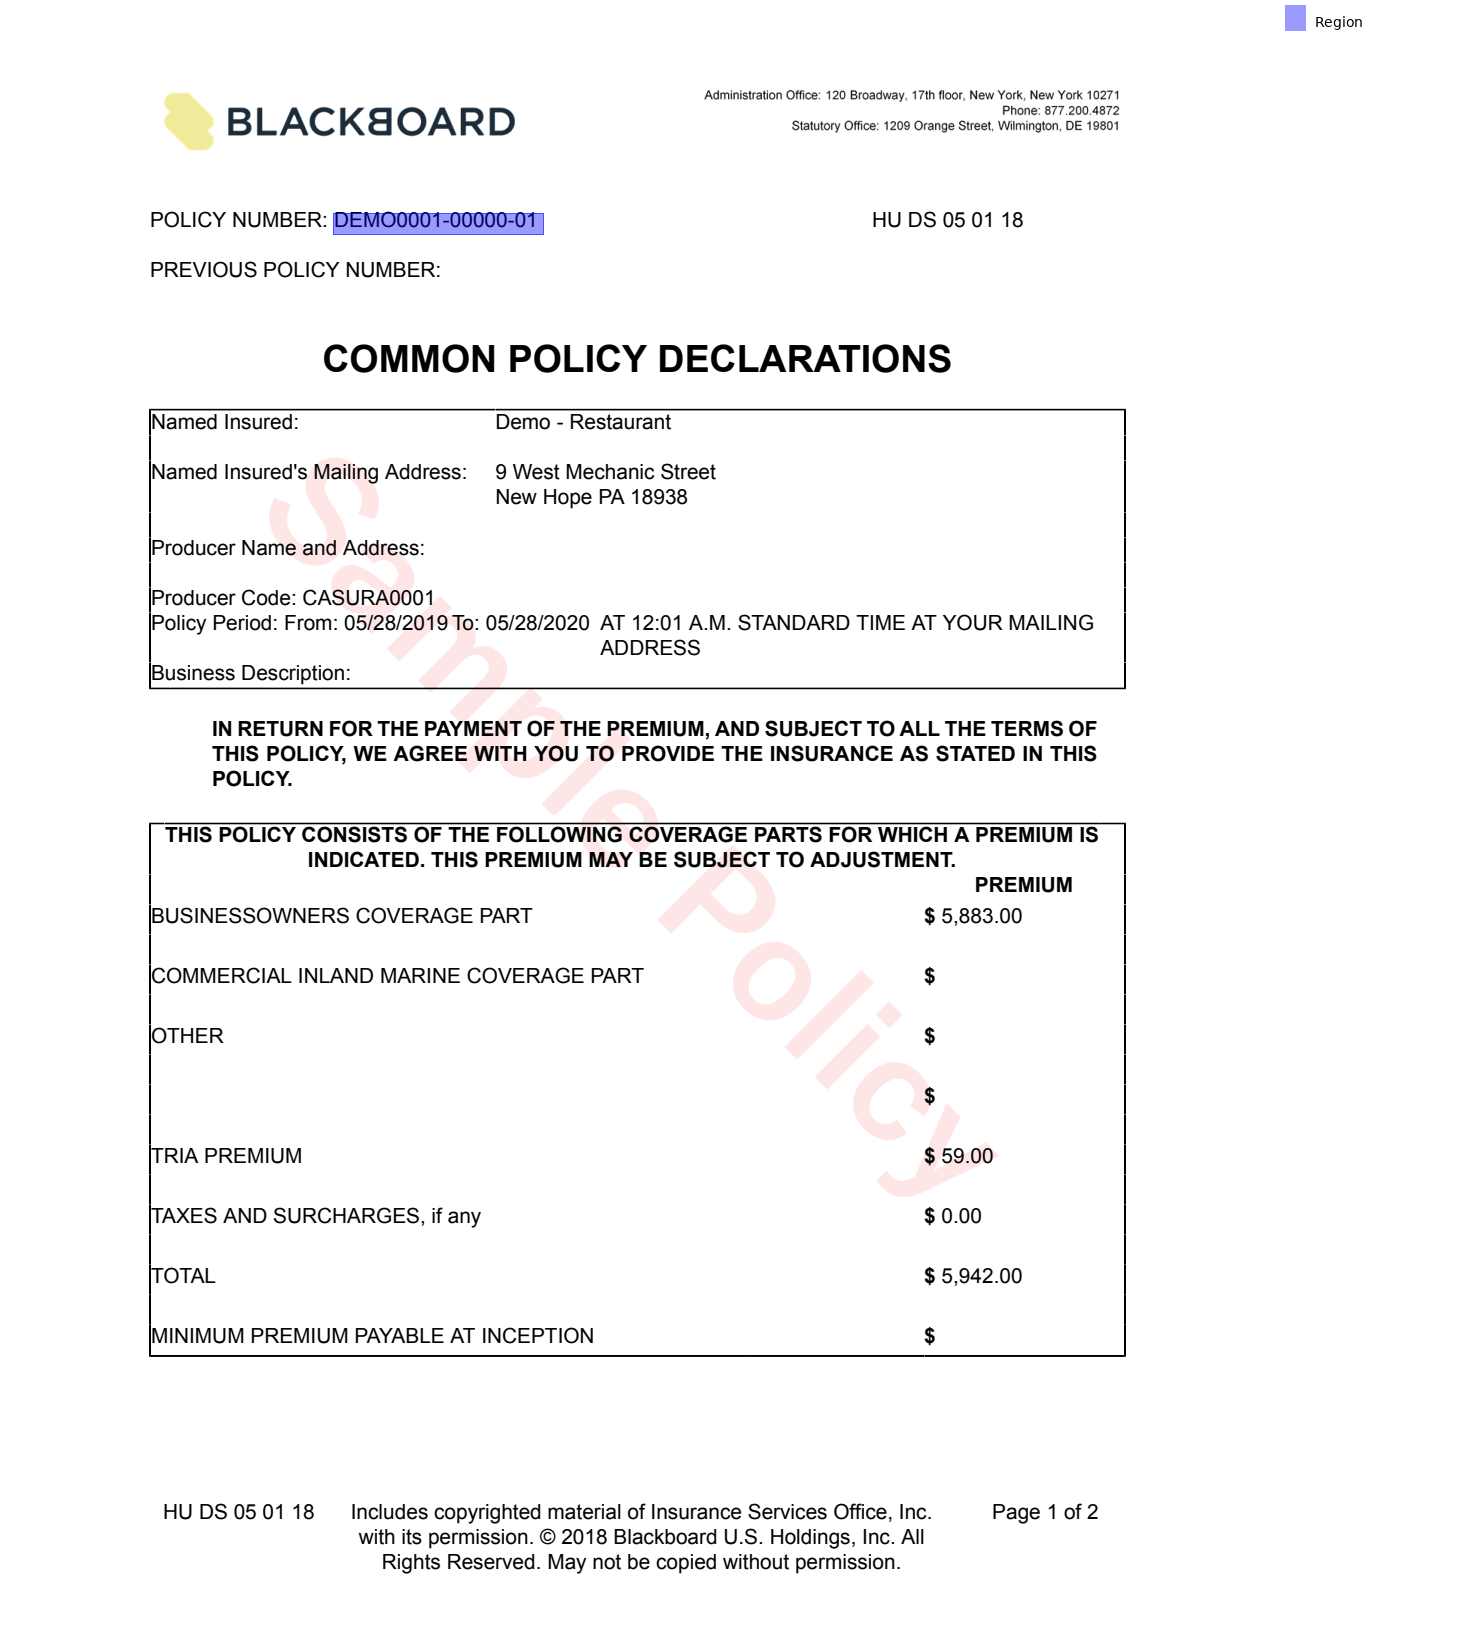 Region
BLACKBOARD
Administration Office: 120 Broadway, 17th floor, New York, New York 10271
Phone: 877.200.4872
Statutory Office: 1209 Orange Street, Wilmington, DE 19801
POLICY NUMBER: DEMO0001-00000-01 HU DS 05 01 18
PREVIOUS POLICY NUMBER:
COMMON POLICY DECLARATIONS
Named Insured: Demo - Restaurant
Named Insured's Mailing Address: 9 West Mechanic Street
New Hope PA 18938
Producer Name and Address:
Producer Code: CASURA0001
Policy Period: From: 05/28/2019 To: 05/28/2020 AT 12:01 A.M. STANDARD TIME AT YOUR MAILING
ADDRESS
Business Description:
IN RETURN FOR THE PAYMENT OF THE PREMIUM, AND SUBJECT TO ALL THE TERMS OF
THIS POLICY, WE AGREE WITH YOU TO PROVIDE THE INSURANCE AS STATED IN THIS
POLICY.
THIS POLICY CONSISTS OF THE FOLLOWING COVERAGE PARTS FOR WHICH A PREMIUM IS
INDICATED. THIS PREMIUM MAY BE SUBJECT TO ADJUSTMENT.
PREMIUM
BUSINESSOWNERS COVERAGE PART $ 5,883.00
COMMERCIAL INLAND MARINE COVERAGE PART $
OTHER $
$
TRIA PREMIUM $ 59.00
TAXES AND SURCHARGES, if any $ 0.00
TOTAL $ 5,942.00
MINIMUM PREMIUM PAYABLE AT INCEPTION $
Sample Policy
HU DS 05 01 18 Includes copyrighted material of Insurance Services Office, Inc. Page 1 of 2
with its permission. © 2018 Blackboard U.S. Holdings, Inc. All
Rights Reserved. May not be copied without permission.